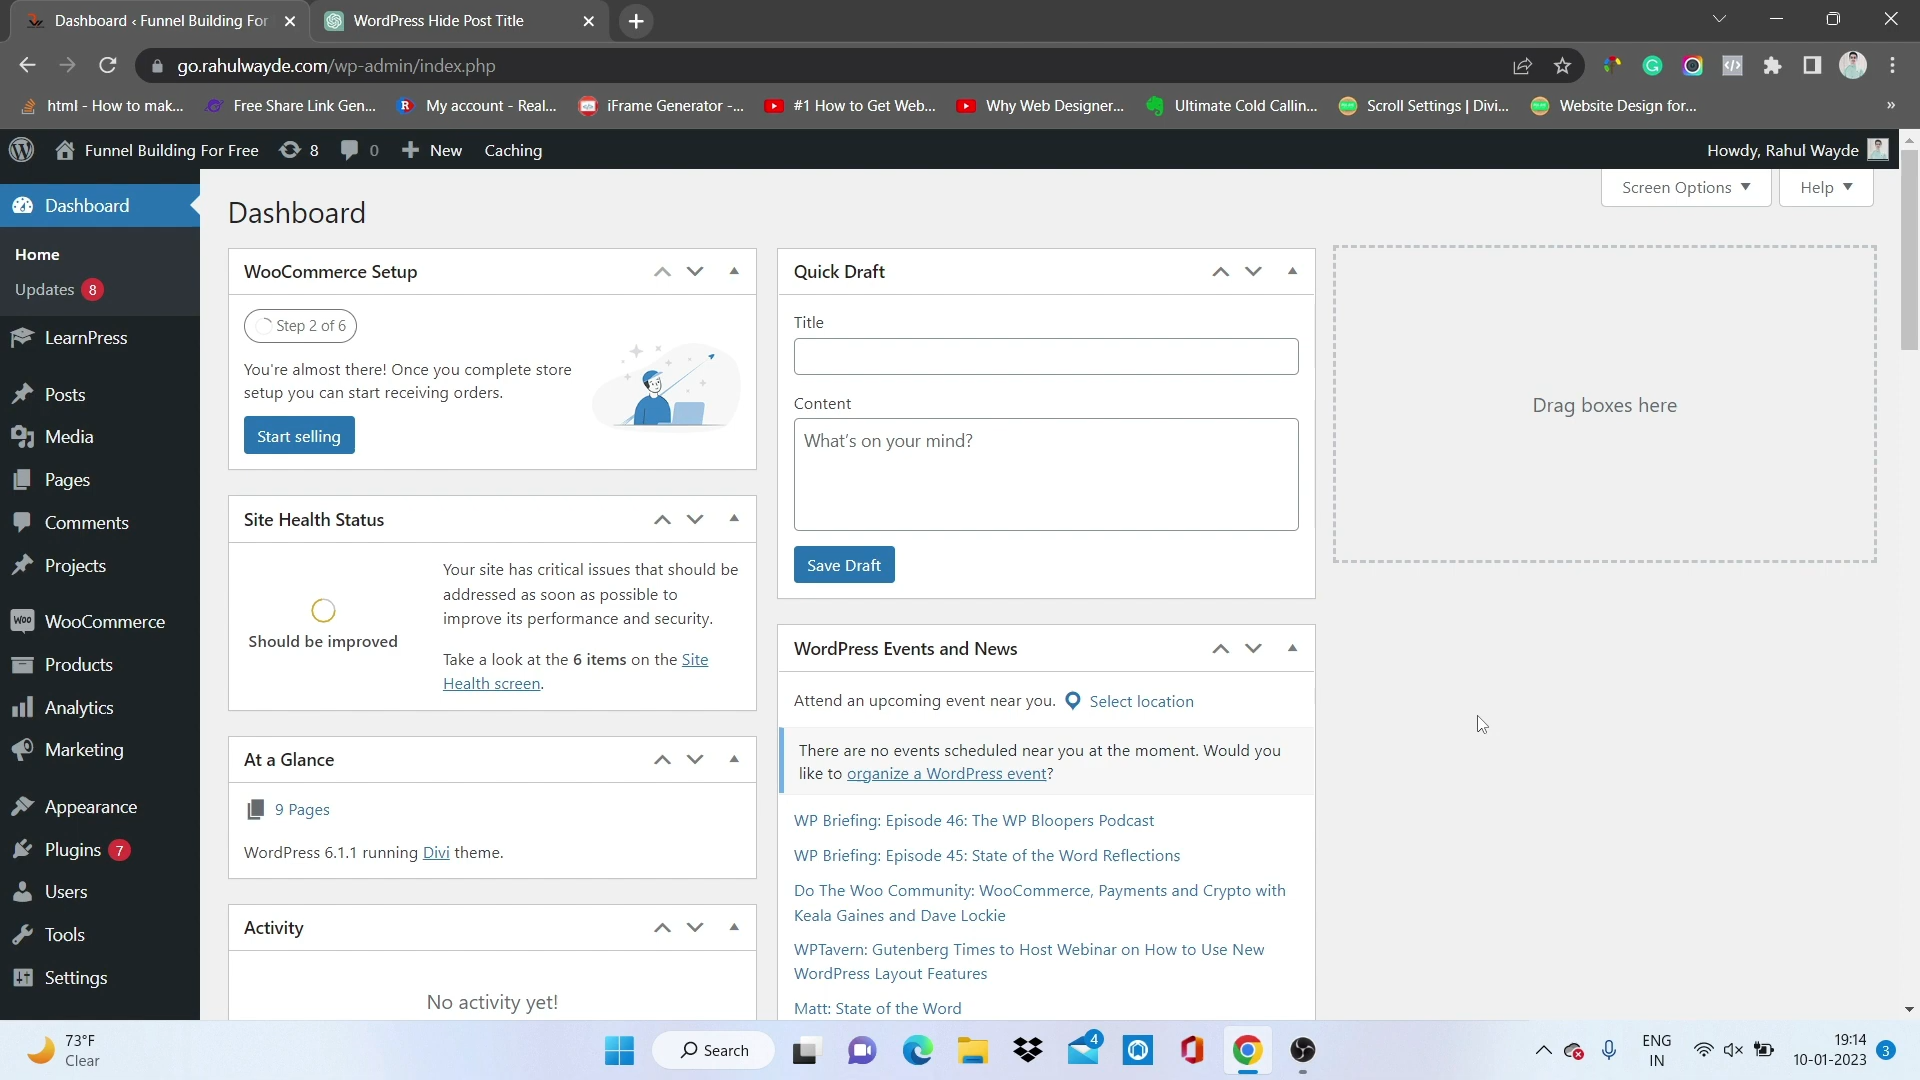 Dashboard ‹ Funnel Building For
WordPress Hide Post Title
go.rahulwayde.com/wp-admin/index.php
html - How to mak...
Free Share Link Gen...
My account - Real...
iFrame Generator -...
#1 How to Get Web...
Why Web Designer...
Ultimate Cold Callin...
Scroll Settings | Divi...
Website Design for...
Funnel Building For Free
8
0
New
Caching
Howdy, Rahul Wayde
Screen Options
Help
Dashboard
Home
Updates 8
LearnPress
Posts
Media
Pages
Comments
Projects
WooCommerce
Products
Analytics
Marketing
Appearance
Plugins 7
Users
Tools
Settings
Dashboard
WooCommerce Setup
Step 2 of 6
You're almost there! Once you complete store
setup you can start receiving orders.
Start selling
Site Health Status
Should be improved
Your site has critical issues that should be
addressed as soon as possible to
improve its performance and security.
Take a look at the 6 items on the Site
Health screen.
At a Glance
9 Pages
WordPress 6.1.1 running Divi theme.
Activity
No activity yet!
Quick Draft
Title
Content
What's on your mind?
Save Draft
WordPress Events and News
Attend an upcoming event near you.
Select location
There are no events scheduled near you at the moment. Would you
like to organize a WordPress event?
WP Briefing: Episode 46: The WP Bloopers Podcast
WP Briefing: Episode 45: State of the Word Reflections
Do The Woo Community: WooCommerce, Payments and Crypto with
Keala Gaines and Dave Lockie
WPTavern: Gutenberg Times to Host Webinar on How to Use New
WordPress Layout Features
Matt: State of the Word
Drag boxes here
73°F
Clear
Search
4
ENG
IN
19:14
10-01-2023
3